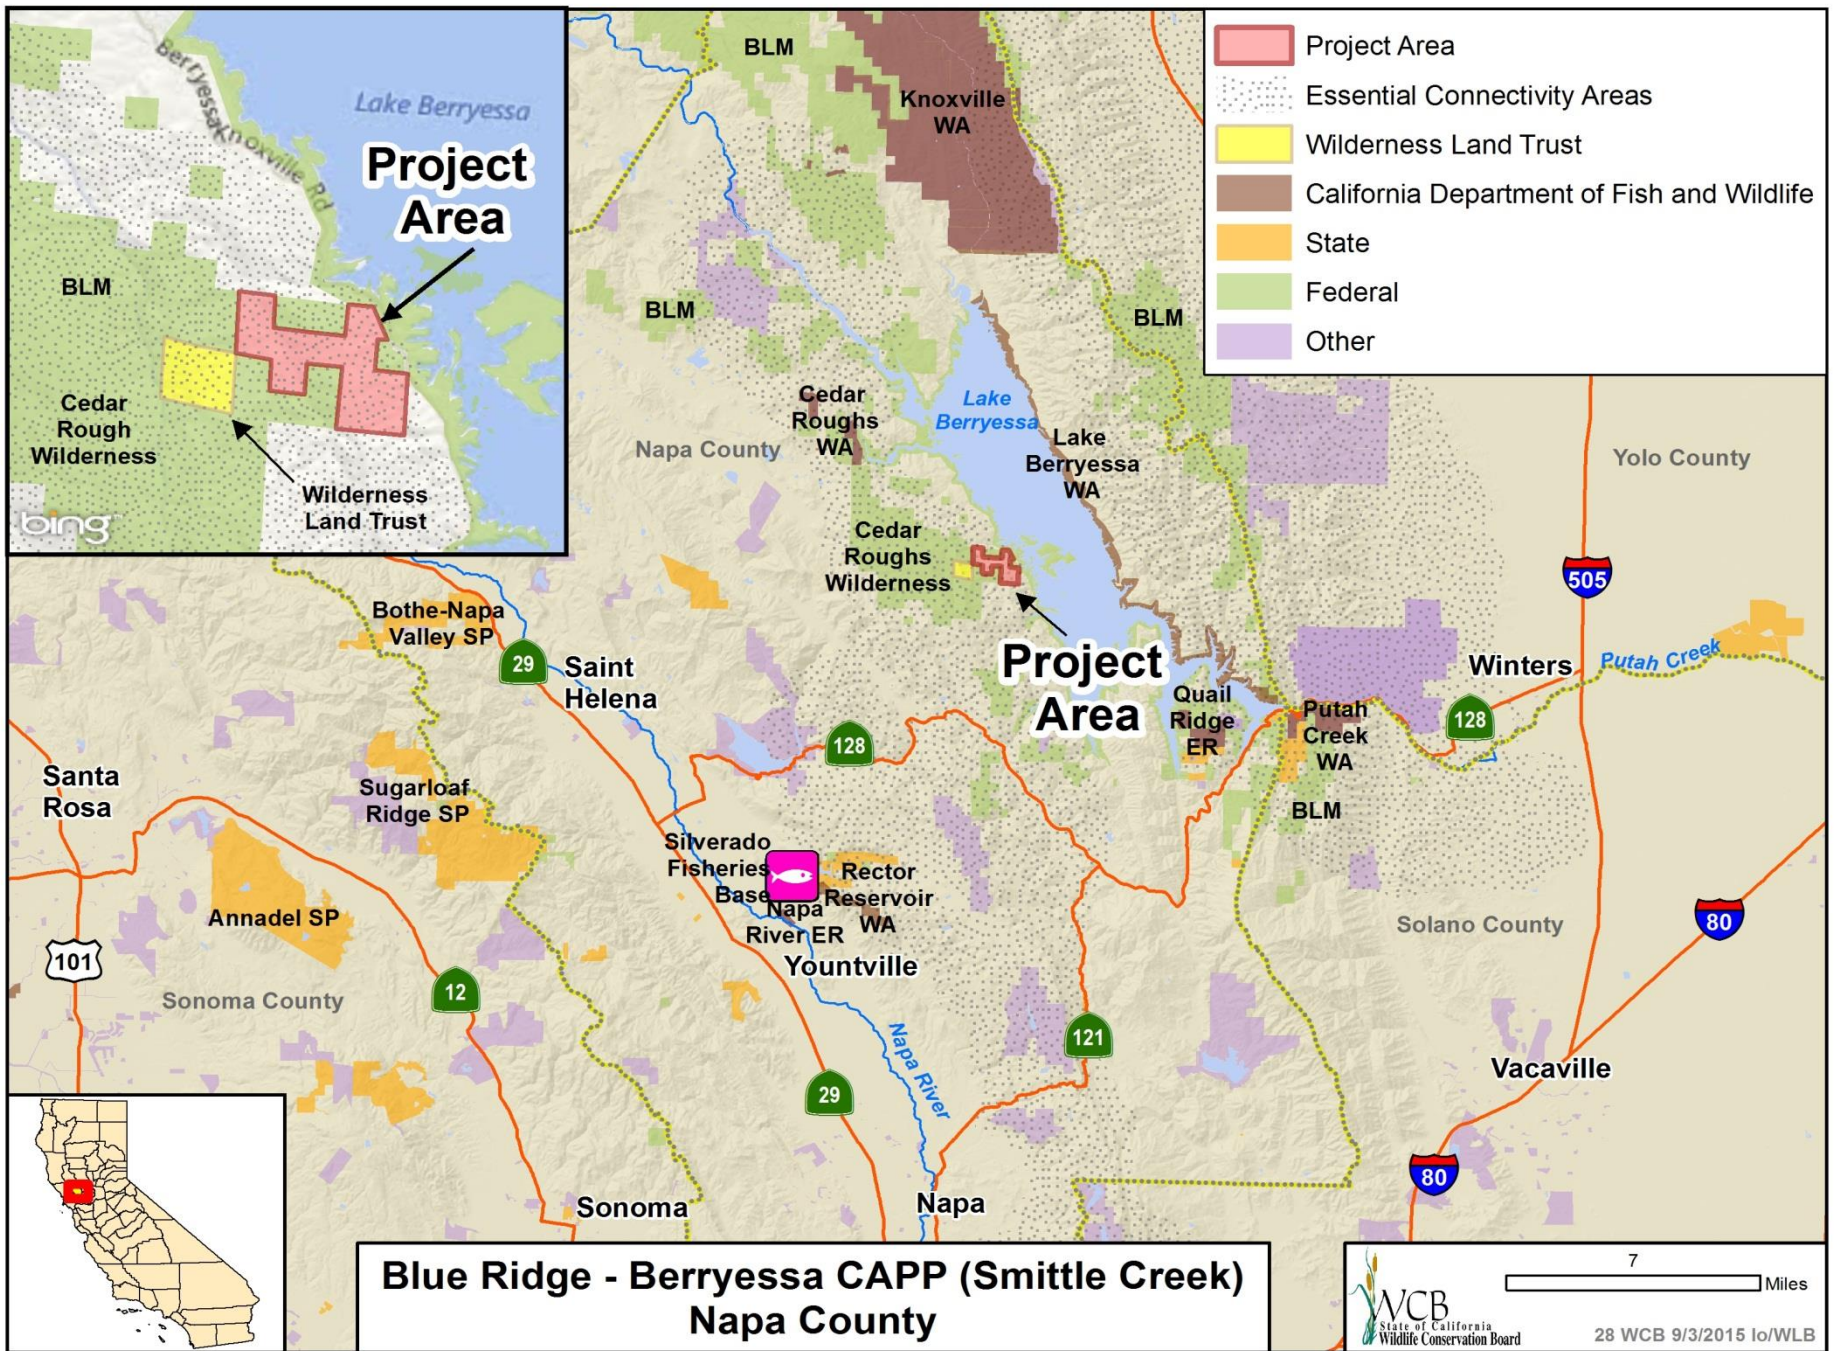 Berryessa Knoxville Rd
Lake Berryessa
Project
Area
BLM
Cedar
Rough
Wilderness
Wilderness
Land Trust
bing
BLM
Knoxville
WA
BLM
BLM
Project Area
Essential Connectivity Areas
Wilderness Land Trust
California Department of Fish and Wildlife
State
Federal
Other
Cedar
Roughs
WA
Lake
Berryessa
Lake
Berryessa
WA
Napa County
Yolo County
Cedar
Roughs
Wilderness
Project
Area
505
Bothe-Napa
Valley SP
29
Saint
Helena
Winters
Putah Creek
128
Quail
Ridge
ER
Putah
Creek
WA
128
BLM
Santa
Rosa
Sugarloaf
Ridge SP
Silverado
Fisheries
Base
Rector
Reservoir
WA
Napa
River ER
Yountville
Annadel SP
101
Sonoma County
12
Solano County
80
Napa River
121
29
Vacaville
80
Sonoma
Napa
Blue Ridge - Berryessa CAPP (Smittle Creek)
Napa County
7
Miles
WCB
State of California
Wildlife Conservation Board
28 WCB 9/3/2015 lo/WLB